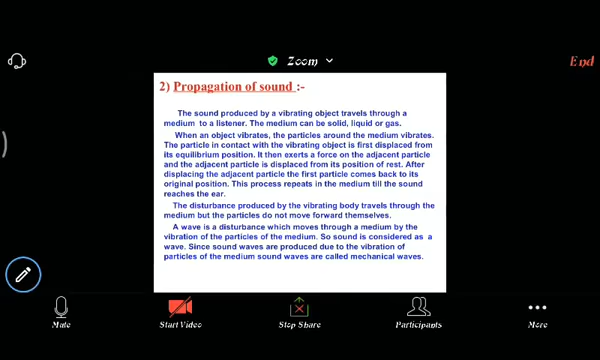 Zoom
End
2) Propagation of sound :-
The sound produced by a vibrating object travels through a
medium to a listener. The medium can be solid, liquid or gas.
When an object vibrates, the particles around the medium vibrates.
The particle in contact with the vibrating object is first displaced from
its equilibrium position. It then exerts a force on the adjacent particle
and the adjacent particle is displaced from its position of rest. After
displacing the adjacent particle the first particle comes back to its
original position. This process repeats in the medium till the sound
reaches the ear.
The disturbance produced by the vibrating body travels through the
medium but the particles do not move forward themselves.
A wave is a disturbance which moves through a medium by the
vibration of the particles of the medium. So sound is considered as a
wave. Since sound waves are produced due to the vibration of
particles of the medium sound waves are called mechanical waves.
Mute
Start Video
Stop Share
Participants
More